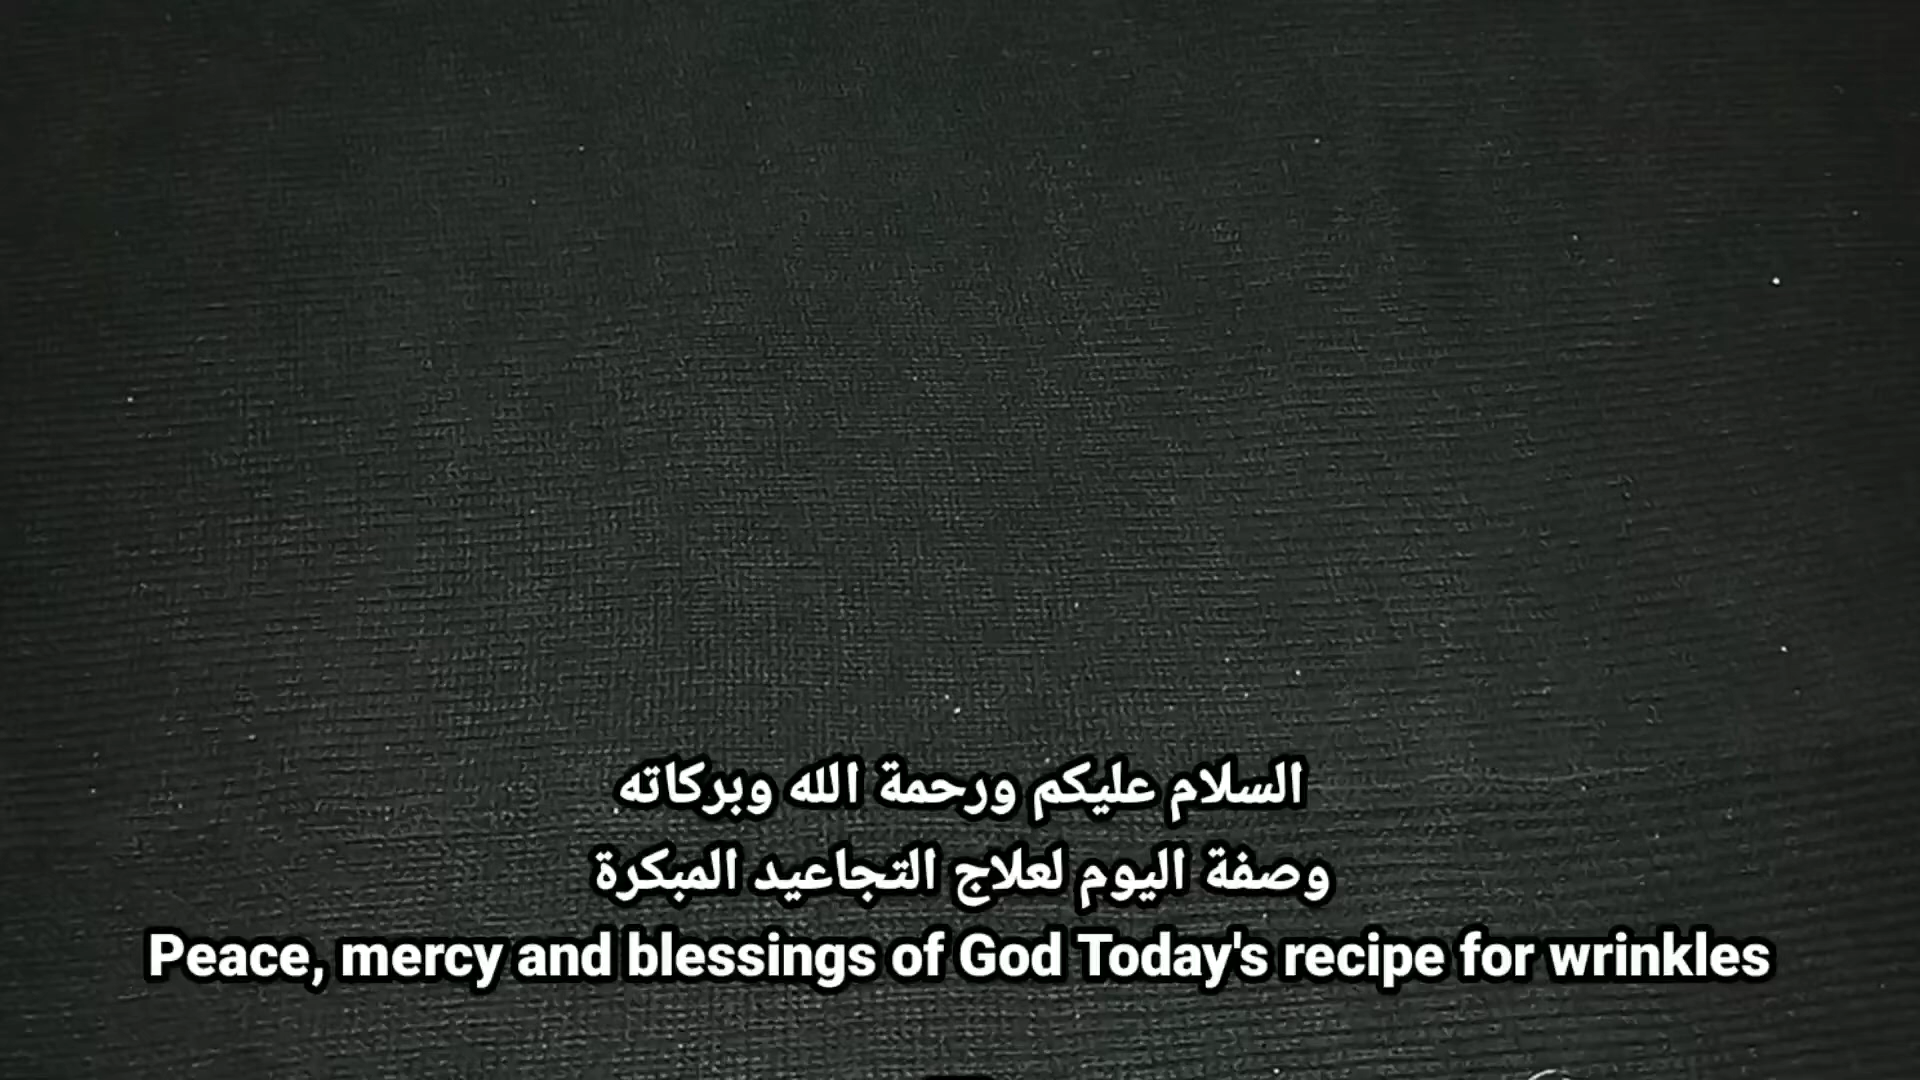 السلام عليكم ورحمة الله وبركاته
وصفة اليوم لعلاج التجاعيد المبكرة
Peace, mercy and blessings of God Today's recipe for wrinkles